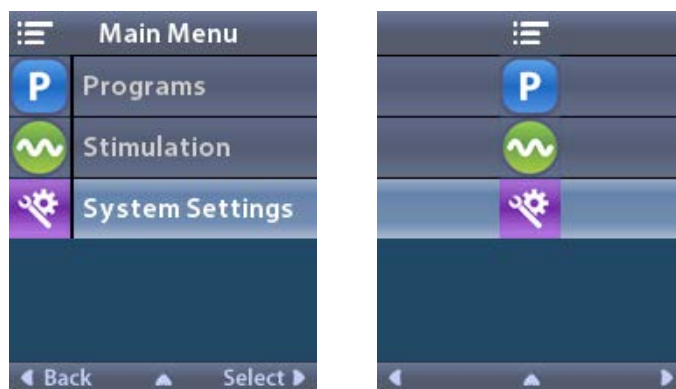 Main Menu
P Programs
Stimulation
System Settings
Back Select
P